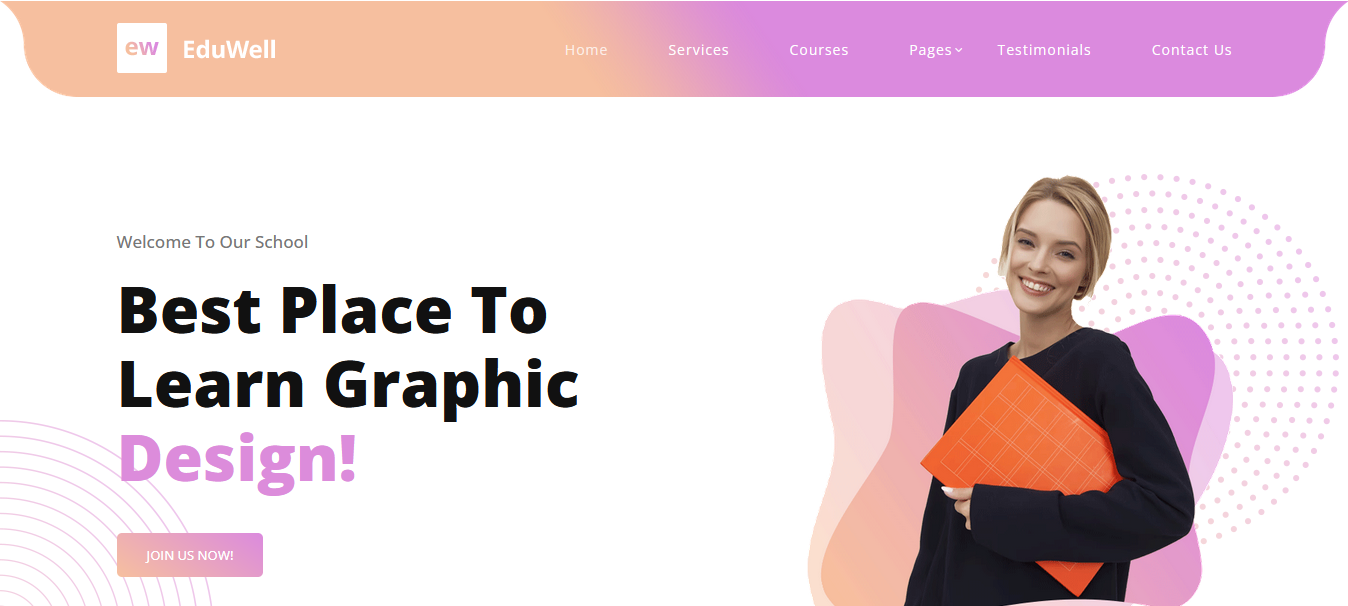 ew EduWell Home Services Courses Pages Testimonials Contact Us
Welcome To Our School
Best Place To
Learn Graphic
Design!
JOIN US NOW!